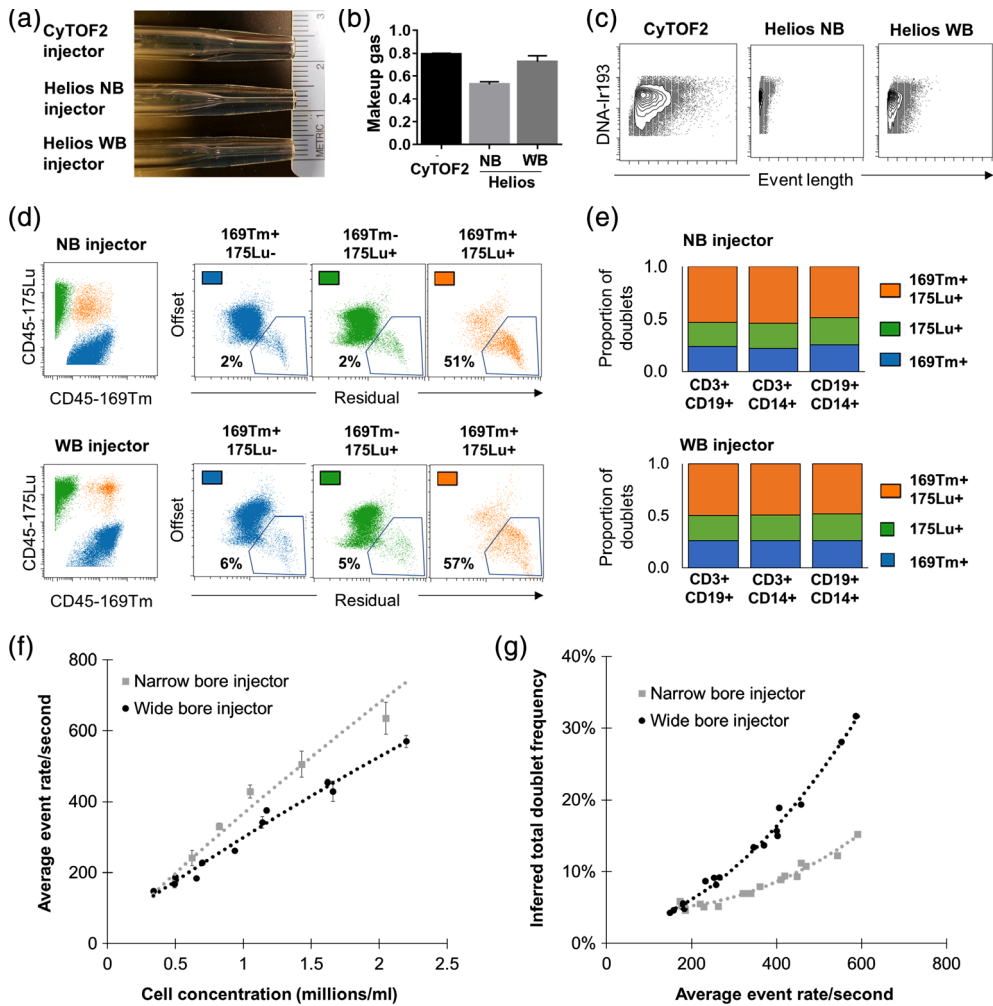 (a)
CyTOF2
injector
Helios NB
injector
Helios WB
injector
3
2
METRIC 1
(b)
Makeup gas
1.0
0.8
0.6
0.4
0.2
0.0
CyTOF2
NB
WB
Helios
(c)
CyTOF2
Helios NB
Helios WB
DNA-Ir193
Event length
(d)
NB injector
CD45-175Lu
CD45-169Tm
169Tm+
175Lu-
169Tm-
175Lu+
169Tm+
175Lu+
Offset
2%
2%
51%
Residual
WB injector
CD45-175Lu
CD45-169Tm
169Tm+
175Lu-
169Tm-
175Lu+
169Tm+
175Lu+
Offset
6%
5%
57%
Residual
(e)
NB injector
Proportion of
doublets
1.0
0.5
0.0
CD3+
CD19+
CD3+
CD14+
CD19+
CD14+
169Tm+
175Lu+
175Lu+
169Tm+
WB injector
Proportion of
doublets
1.0
0.5
0.0
CD3+
CD19+
CD3+
CD14+
CD19+
CD14+
169Tm+
175Lu+
175Lu+
169Tm+
(f)
Average event rate/second
800
600
400
200
0
Narrow bore injector
Wide bore injector
0 0.5 1 1.5 2 2.5
Cell concentration (millions/ml)
(g)
Inferred total doublet frequency
40%
30%
20%
10%
0%
Narrow bore injector
Wide bore injector
0 200 400 600 800
Average event rate/second